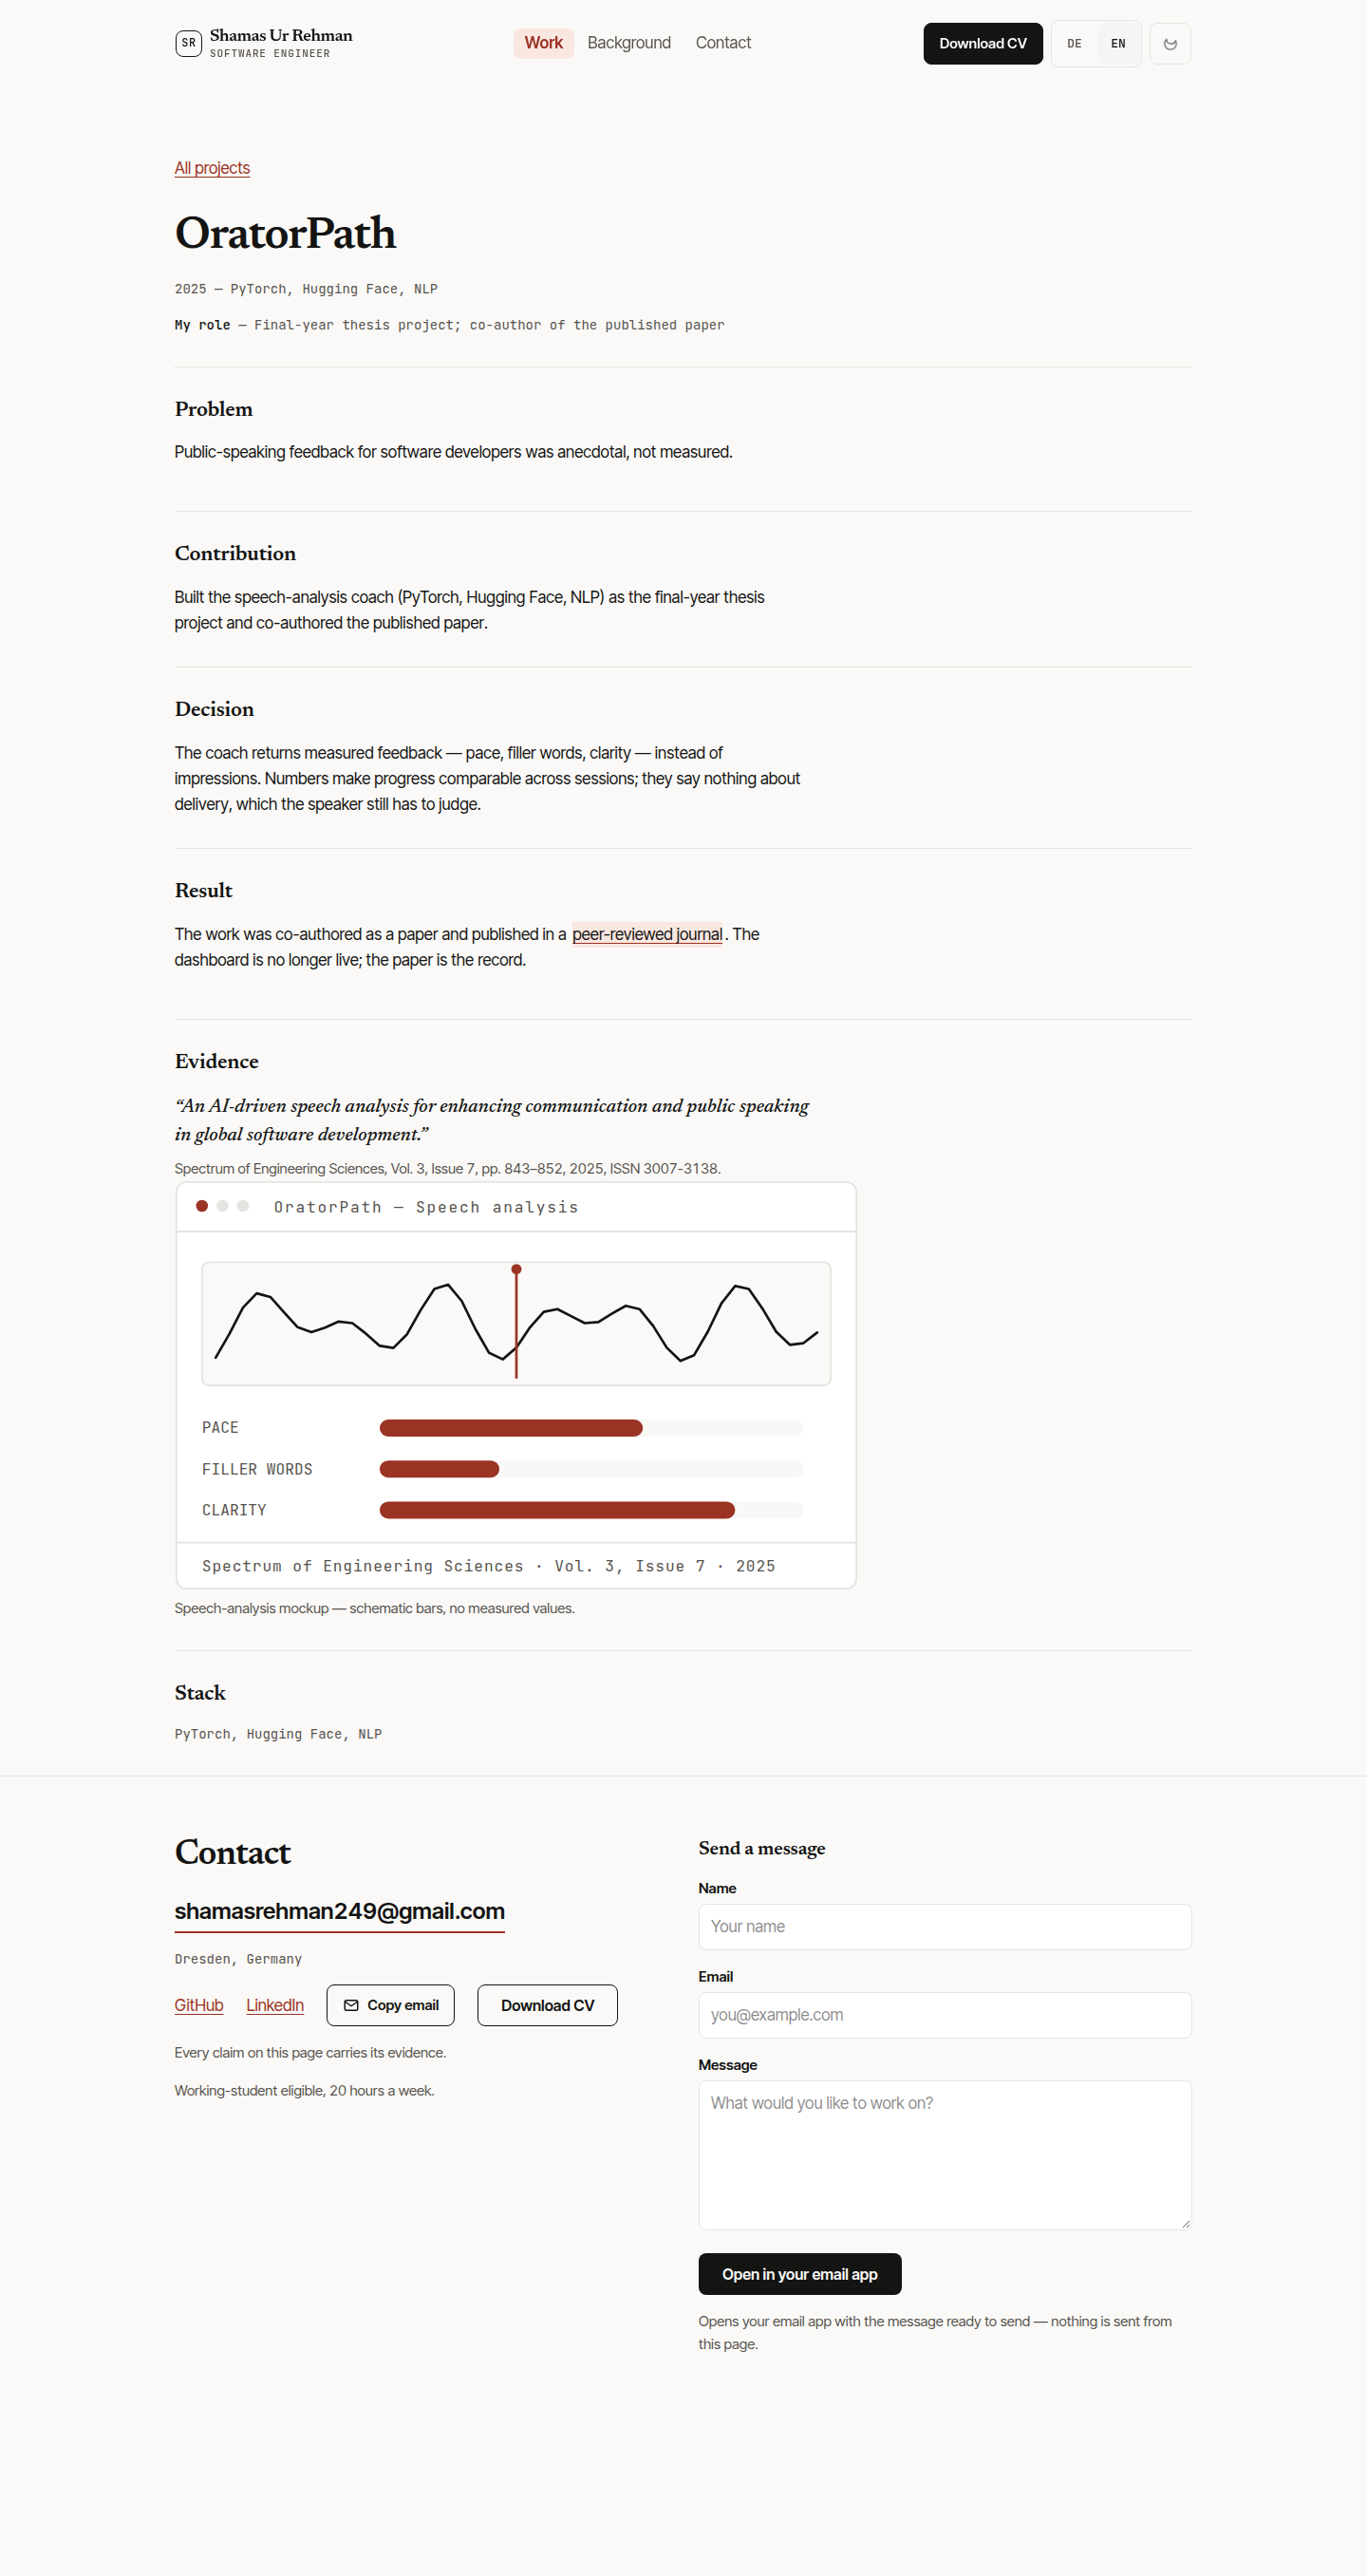 SR
Shamas Ur Rehman
SOFTWARE ENGINEER
Work
Background
Contact
Download CV
DE
EN
All projects
OratorPath
2025 — PyTorch, Hugging Face, NLP
My role — Final-year thesis project; co-author of the published paper
Problem
Public-speaking feedback for software developers was anecdotal, not measured.
Contribution
Built the speech-analysis coach (PyTorch, Hugging Face, NLP) as the final-year thesis
project and co-authored the published paper.
Decision
The coach returns measured feedback — pace, filler words, clarity — instead of
impressions. Numbers make progress comparable across sessions; they say nothing about
delivery, which the speaker still has to judge.
Result
The work was co-authored as a paper and published in a peer-reviewed journal. The
dashboard is no longer live; the paper is the record.
Evidence
“An AI-driven speech analysis for enhancing communication and public speaking
in global software development.”
Spectrum of Engineering Sciences, Vol. 3, Issue 7, pp. 843–852, 2025, ISSN 3007-3138.
OratorPath — Speech analysis
PACE
FILLER WORDS
CLARITY
Spectrum of Engineering Sciences · Vol. 3, Issue 7 · 2025
Speech-analysis mockup — schematic bars, no measured values.
Stack
PyTorch, Hugging Face, NLP
Contact
shamasrehman249@gmail.com
Dresden, Germany
GitHub
LinkedIn
Copy email
Download CV
Every claim on this page carries its evidence.
Working-student eligible, 20 hours a week.
Send a message
Name
Your name
Email
you@example.com
Message
What would you like to work on?
Open in your email app
Opens your email app with the message ready to send — nothing is sent from
this page.